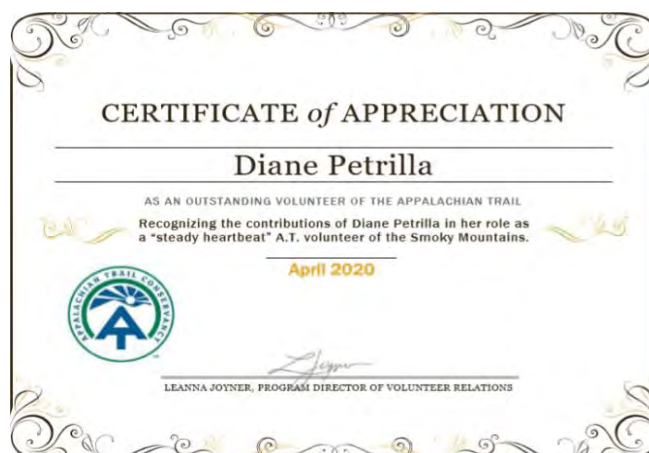 CERTIFICATE of APPRECIATION
Diane Petrilla
AS AN OUTSTANDING VOLUNTEER OF THE APPALACHIAN TRAIL
Recognizing the contributions of Diane Petrilla in her role as
a “steady heartbeat” A.T. volunteer of the Smoky Mountains.
April 2020
APPALACHIAN TRAIL CONSERVANCY
AT
LJoyner
LEANNA JOYNER, PROGRAM DIRECTOR OF VOLUNTEER RELATIONS